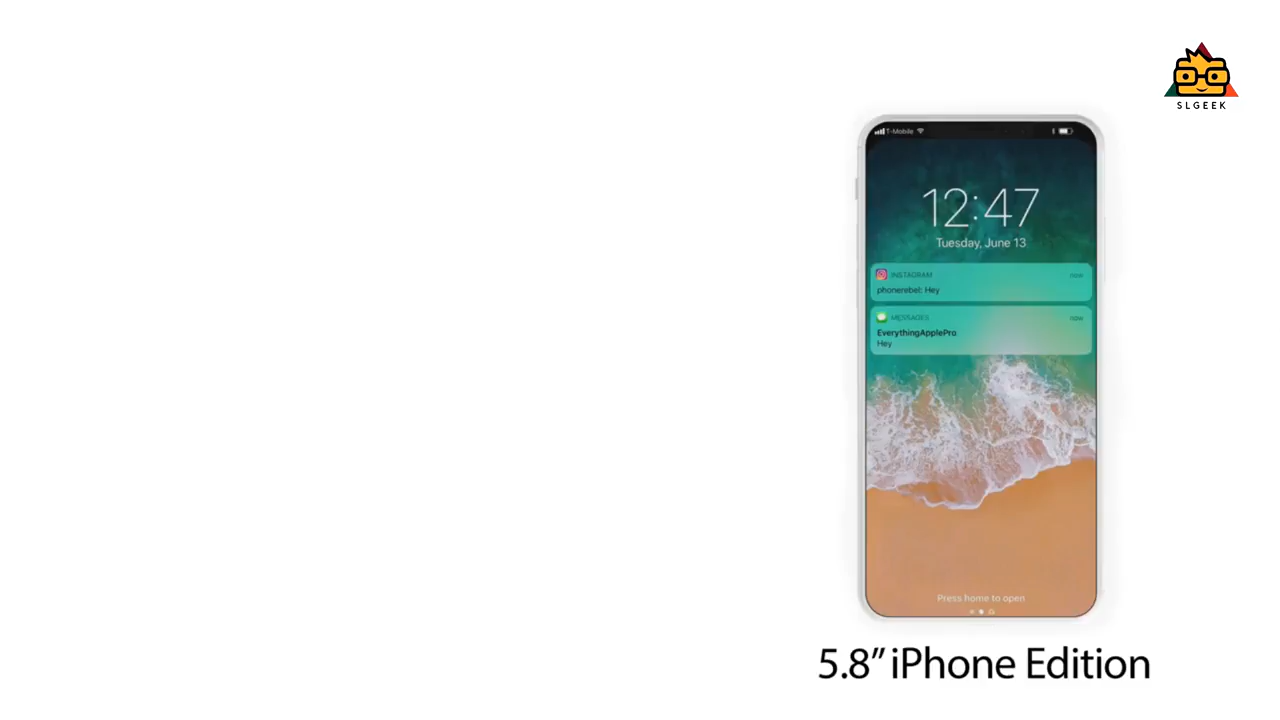 SLGEEK
T-Mobile
12:47
Tuesday, June 13
INSTAGRAM now
phonerebel: Hey
MESSAGES now
EverythingApplePro
Hey
Press home to open
5.8” iPhone Edition